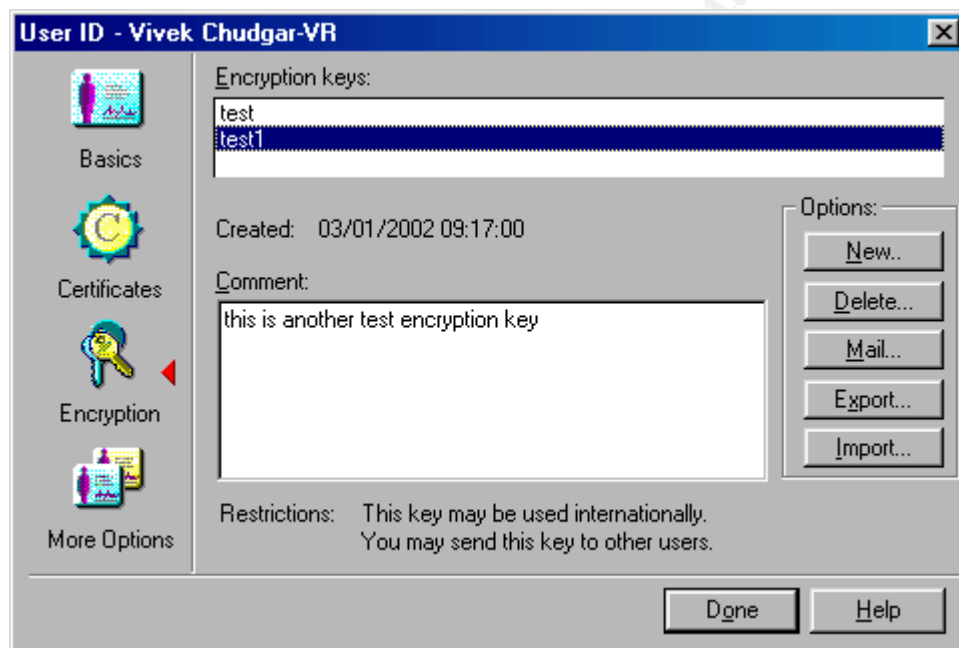 User ID - Vivek Chudgar-VR
Basics
Certificates
Encryption
More Options
Encryption keys:
test
test1
Created: 03/01/2002 09:17:00
Comment:
this is another test encryption key
Options:
New..
Delete...
Mail...
Export...
Import...
Restrictions: This key may be used internationally.
You may send this key to other users.
Done
Help